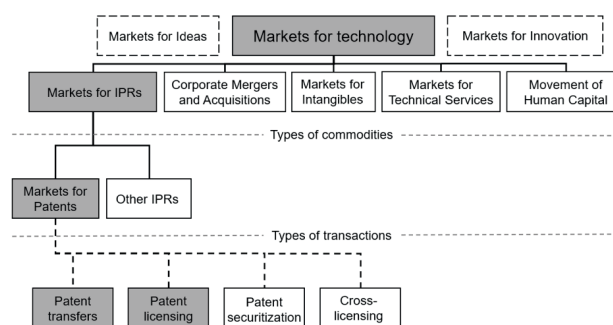 Markets for Ideas
Markets for technology
Markets for Innovation
Markets for IPRs
Corporate Mergers
and Acquisitions
Markets for
Intangibles
Markets for
Technical Services
Movement of
Human Capital
Types of commodities
Markets for
Patents
Other IPRs
Types of transactions
Patent
transfers
Patent
licensing
Patent
securitization
Cross-
licensing